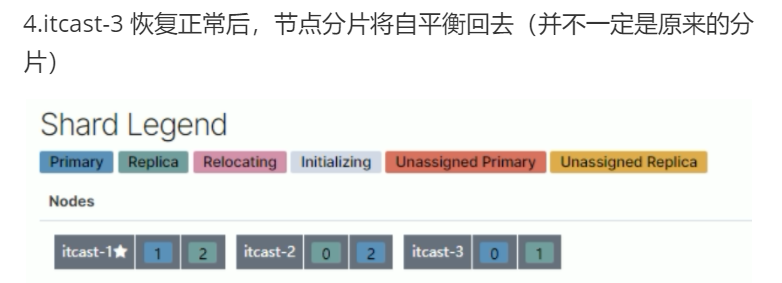 4.itcast-3 恢复正常后，节点分片将自平衡回去（并不一定是原来的分
片）
Shard Legend
Primary Replica Relocating Initializing Unassigned Primary Unassigned Replica
Nodes
itcast-1★ 1 2 itcast-2 0 2 itcast-3 0 1